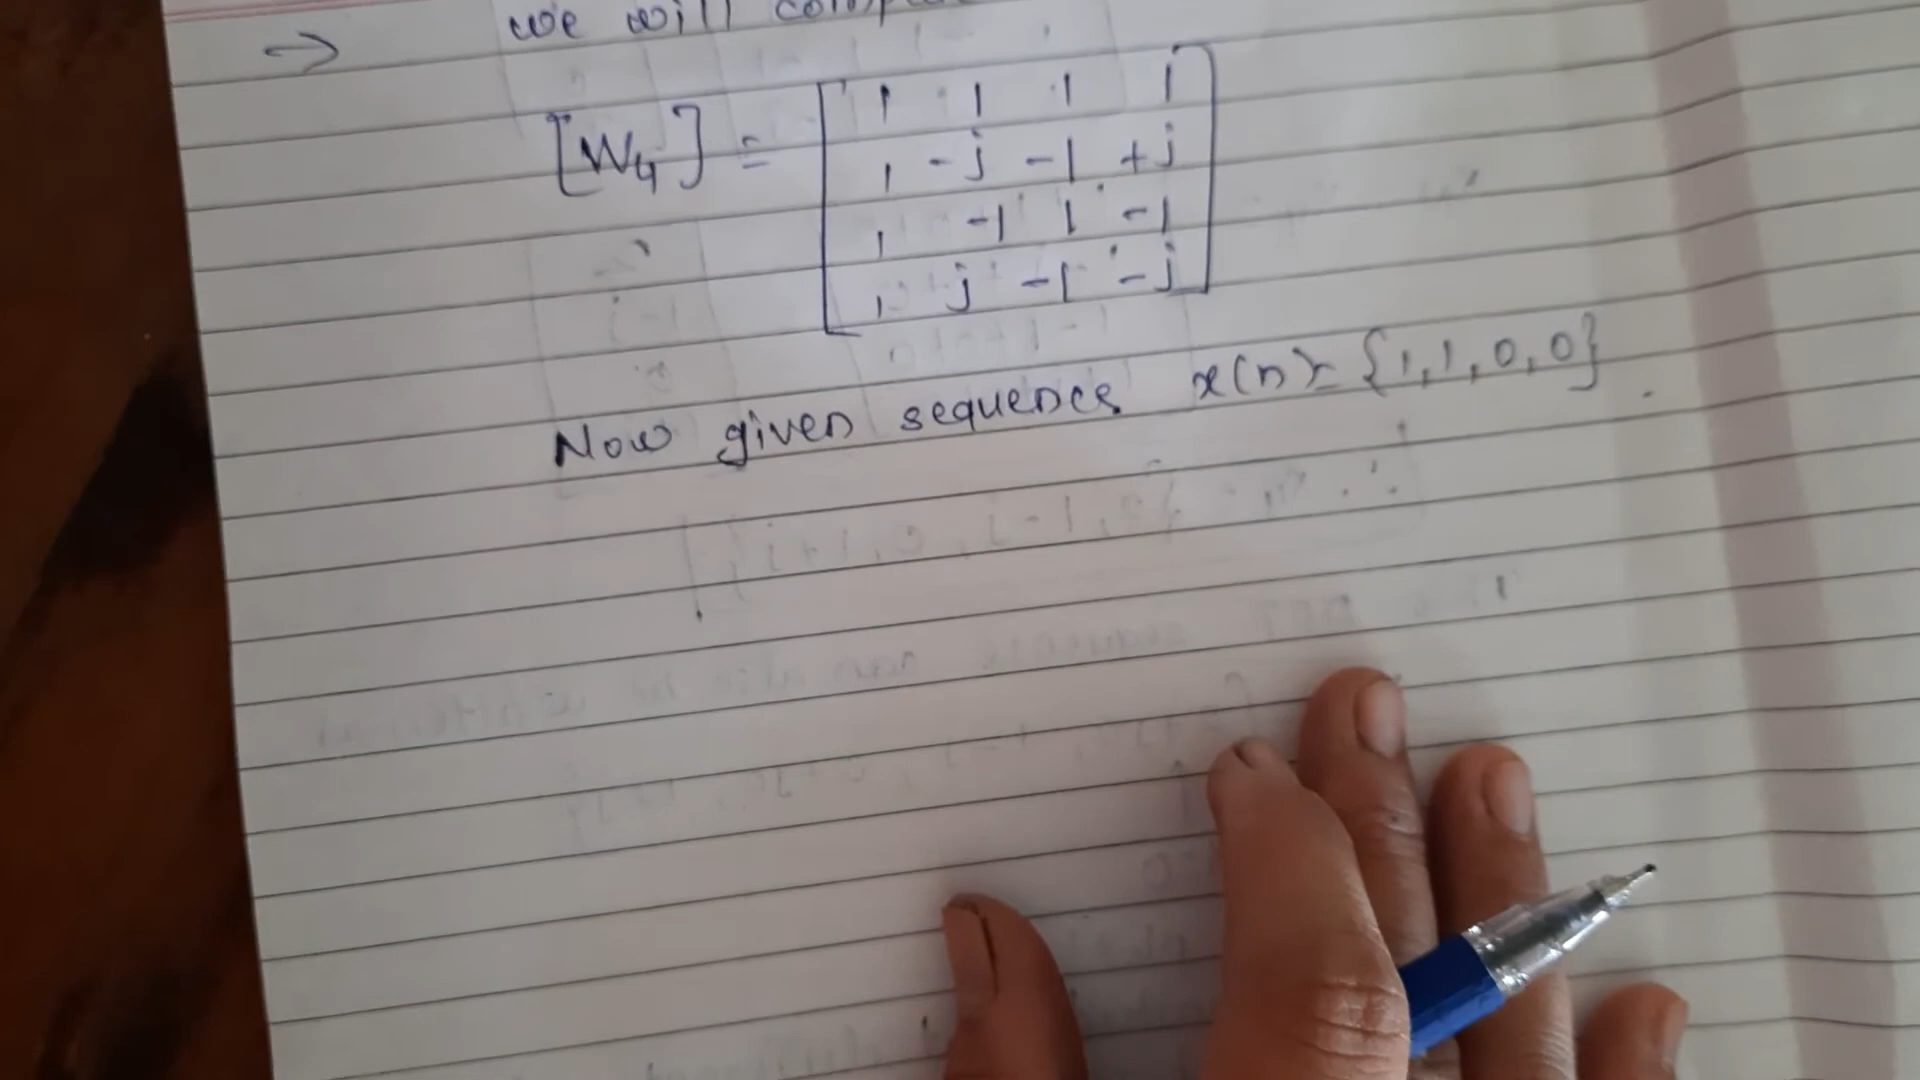 → we will
[W4] = [ 1 1 1 1
1 -j -1 +j
1 -1 1 -1
1 j -1 -j ]
Now given sequence x(n) = {1,1,0,0}